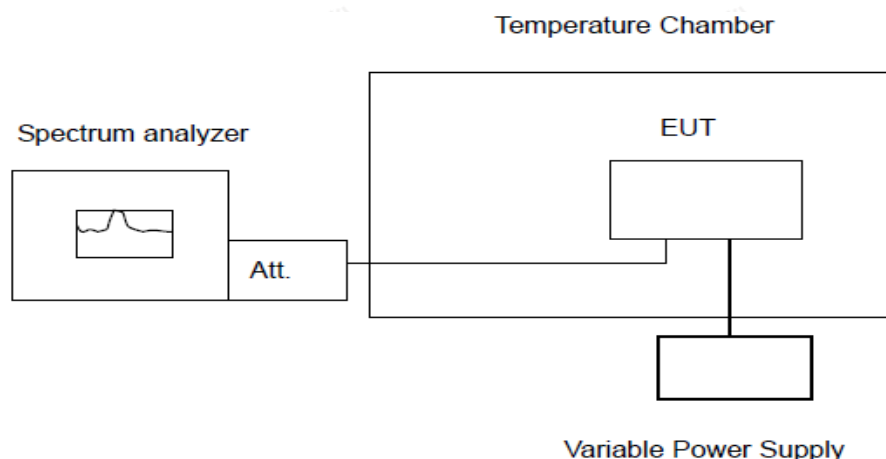 Temperature Chamber
Spectrum analyzer
EUT
Att.
Variable Power Supply